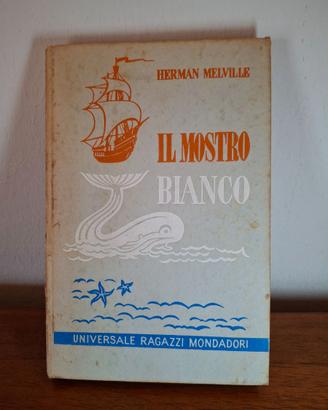 HERMAN MELVILLE
IL MOSTRO
BIANCO
UNIVERSALE RAGAZZI MONDADORI